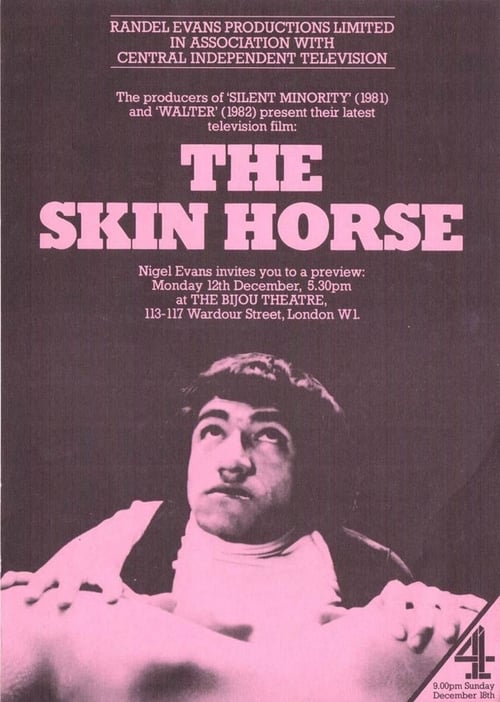 RANDEL EVANS PRODUCTIONS LIMITED
IN ASSOCIATION WITH
CENTRAL INDEPENDENT TELEVISION
The producers of 'SILENT MINORITY' (1981)
and 'WALTER' (1982) present their latest
television film:
THE
SKIN HORSE
Nigel Evans invites you to a preview:
Monday 12th December, 5.30pm
at THE BIJOU THEATRE,
113-117 Wardour Street, London W1.
4
9.00pm Sunday
December 18th